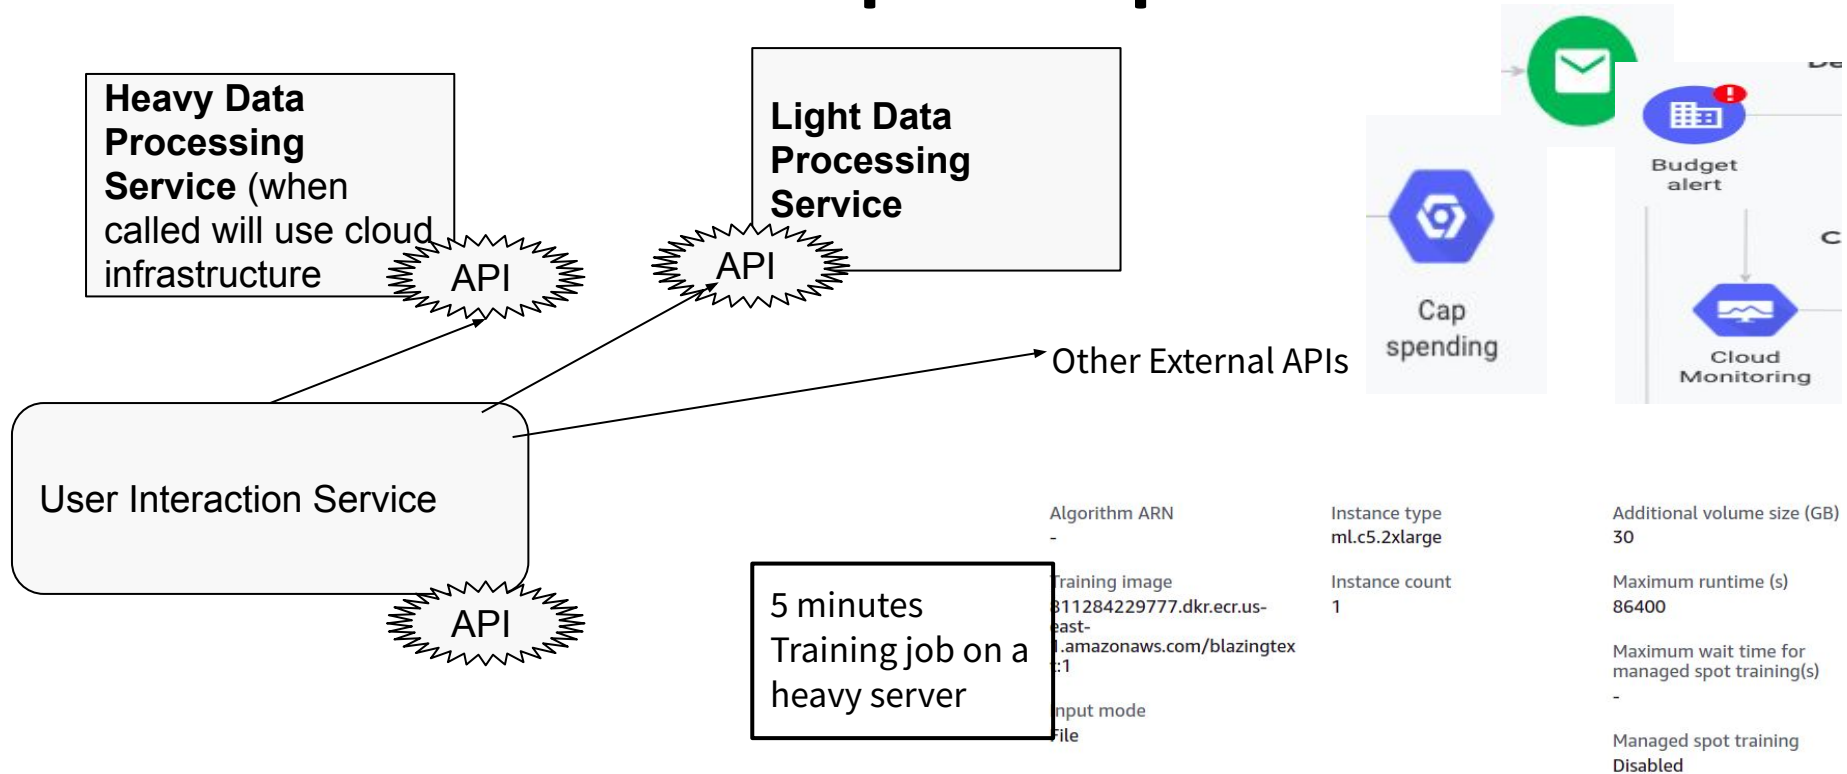 Heavy Data
Processing
Service (when
called will use cloud
infrastructure
API
Light Data
Processing
Service
API
Budget
alert
Cap
spending
Cloud
Monitoring
Other External APIs
User Interaction Service
API
5 minutes
Training job on a
heavy server
Algorithm ARN
-
Training image
811284229777.dkr.ecr.us-
east-
1.amazonaws.com/blazingtex
t:1
Input mode
File
Instance type
ml.c5.2xlarge
Instance count
1
Additional volume size (GB)
30
Maximum runtime (s)
86400
Maximum wait time for
managed spot training(s)
-
Managed spot training
Disabled